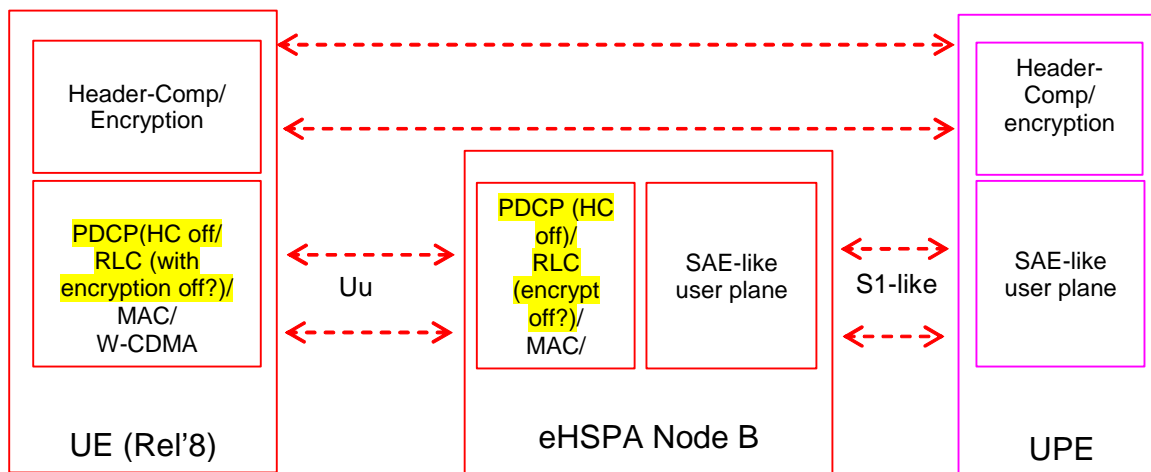 Header-Comp/
Encryption
PDCP(HC off/
RLC (with
encryption off?)/
MAC/
W-CDMA
UE (Rel’8)
Uu
PDCP (HC
off)/
RLC
(encrypt
off?)/
MAC/
SAE-like
user plane
eHSPA Node B
S1-like
Header-
Comp/
encryption
SAE-like
user plane
UPE